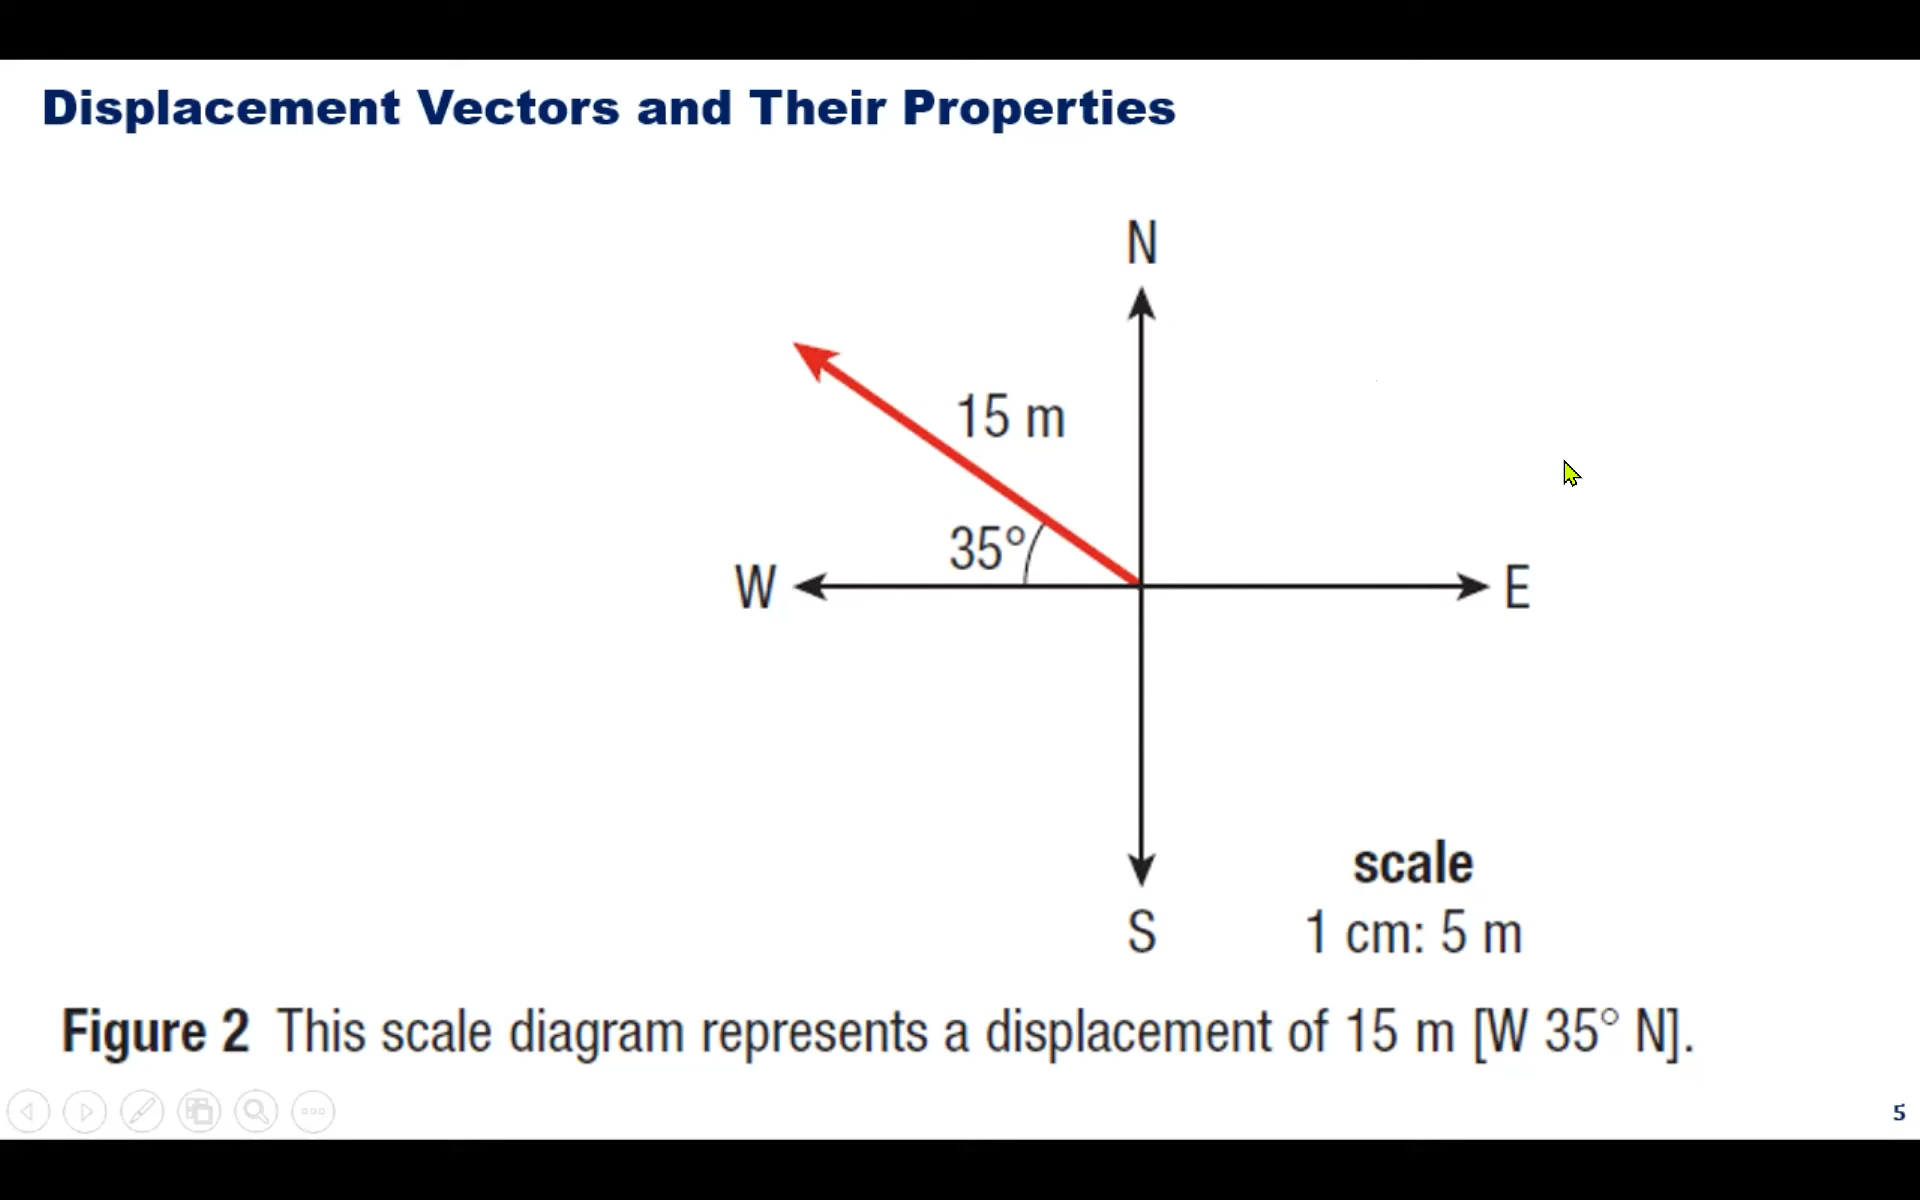 Displacement Vectors and Their Properties
N
15 m
35°
W
E
S
scale
1 cm: 5 m
Figure 2 This scale diagram represents a displacement of 15 m [W 35° N].
5